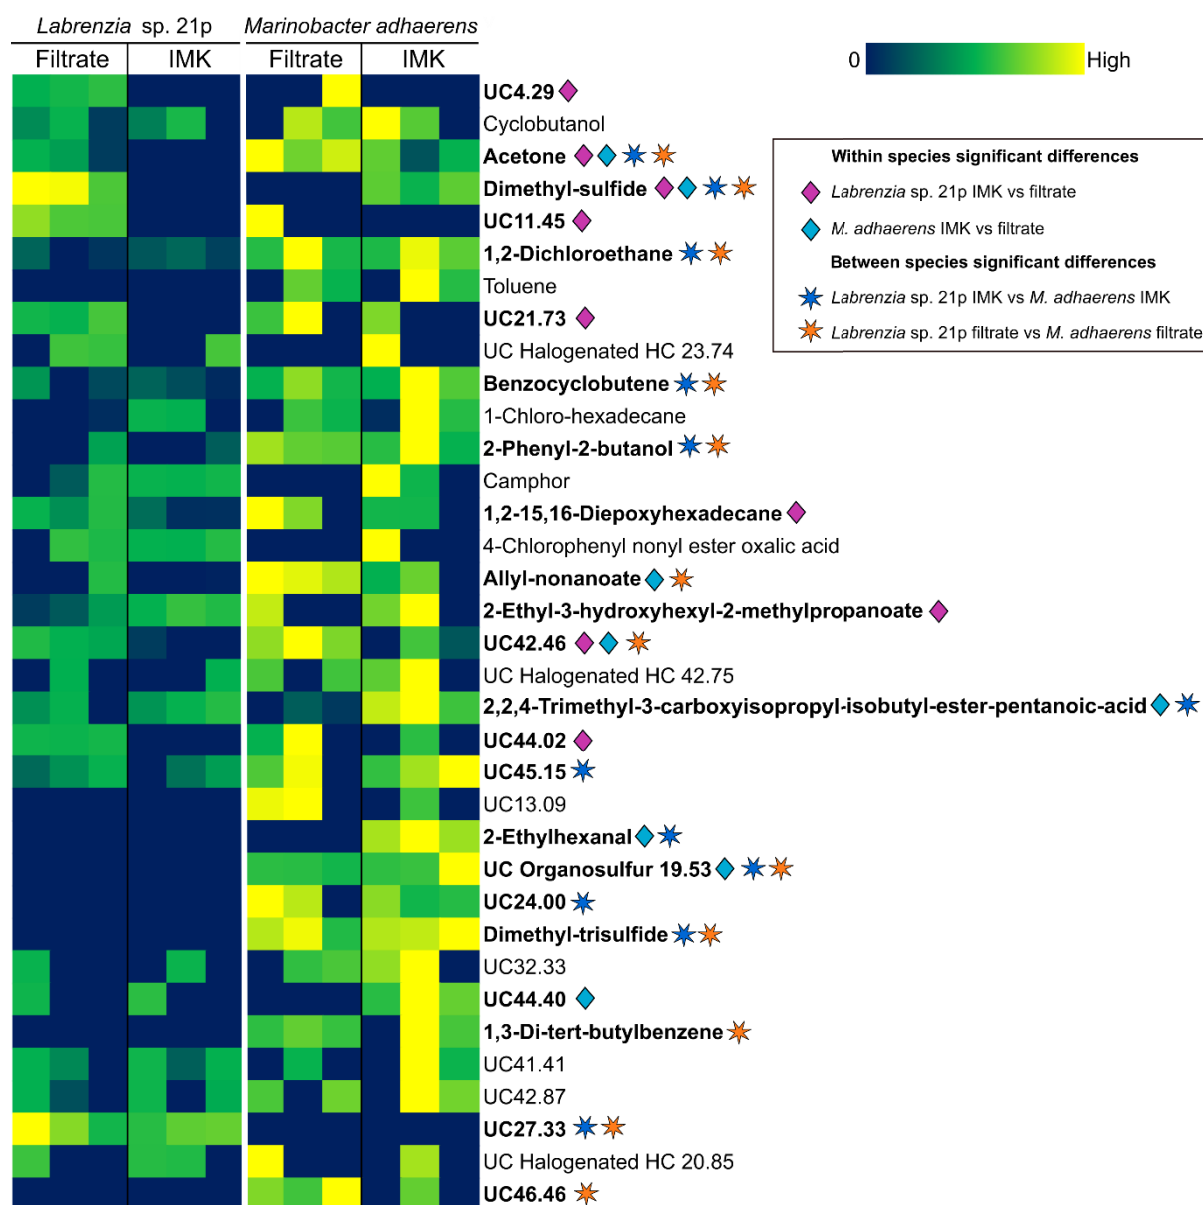 Labrenzia sp. 21p Marinobacter adhaerens
Filtrate IMK Filtrate IMK
0 High
UC4.29
Cyclobutanol
Acetone
Dimethyl-sulfide
UC11.45
1,2-Dichloroethane
Toluene
UC21.73
UC Halogenated HC 23.74
Benzocyclobutene
1-Chloro-hexadecane
2-Phenyl-2-butanol
Camphor
1,2-15,16-Diepoxyhexadecane
4-Chlorophenyl nonyl ester oxalic acid
Allyl-nonanoate
2-Ethyl-3-hydroxyhexyl-2-methylpropanoate
UC42.46
UC Halogenated HC 42.75
2,2,4-Trimethyl-3-carboxyisopropyl-isobutyl-ester-pentanoic-acid
UC44.02
UC45.15
UC13.09
2-Ethylhexanal
UC Organosulfur 19.53
UC24.00
Dimethyl-trisulfide
UC32.33
UC44.40
1,3-Di-tert-butylbenzene
UC41.41
UC42.87
UC27.33
UC Halogenated HC 20.85
UC46.46
Within species significant differences
Labrenzia sp. 21p IMK vs filtrate
M. adhaerens IMK vs filtrate
Between species significant differences
Labrenzia sp. 21p IMK vs M. adhaerens IMK
Labrenzia sp. 21p filtrate vs M. adhaerens filtrate